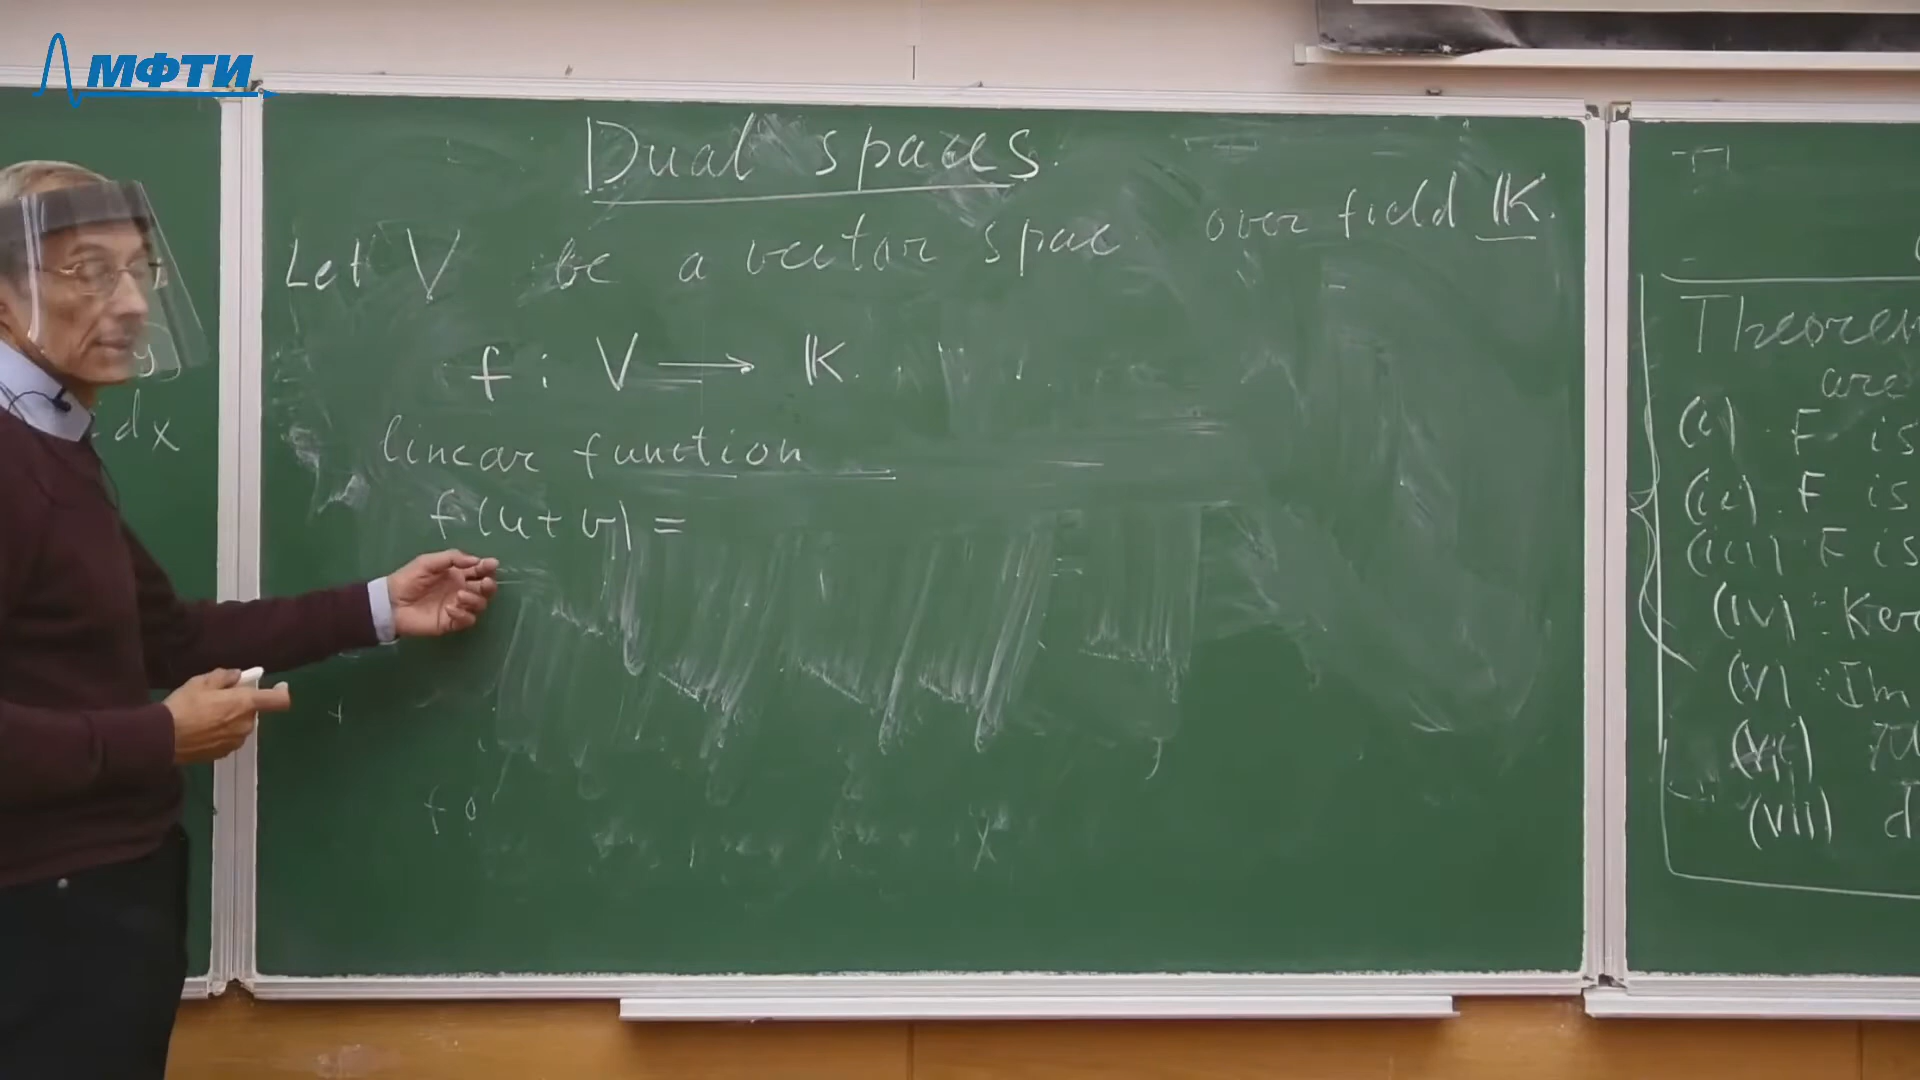 МФТИ
y
dx
Dual spaces.
Let V be a vector space over field K.
f : V → K.
linear function
f(u+v) =
f
x
Theorem
are
(i). F is
(ii). F is
(iii) F is
(iv) : Ker
(v) : Im
(vi)
(vii) d